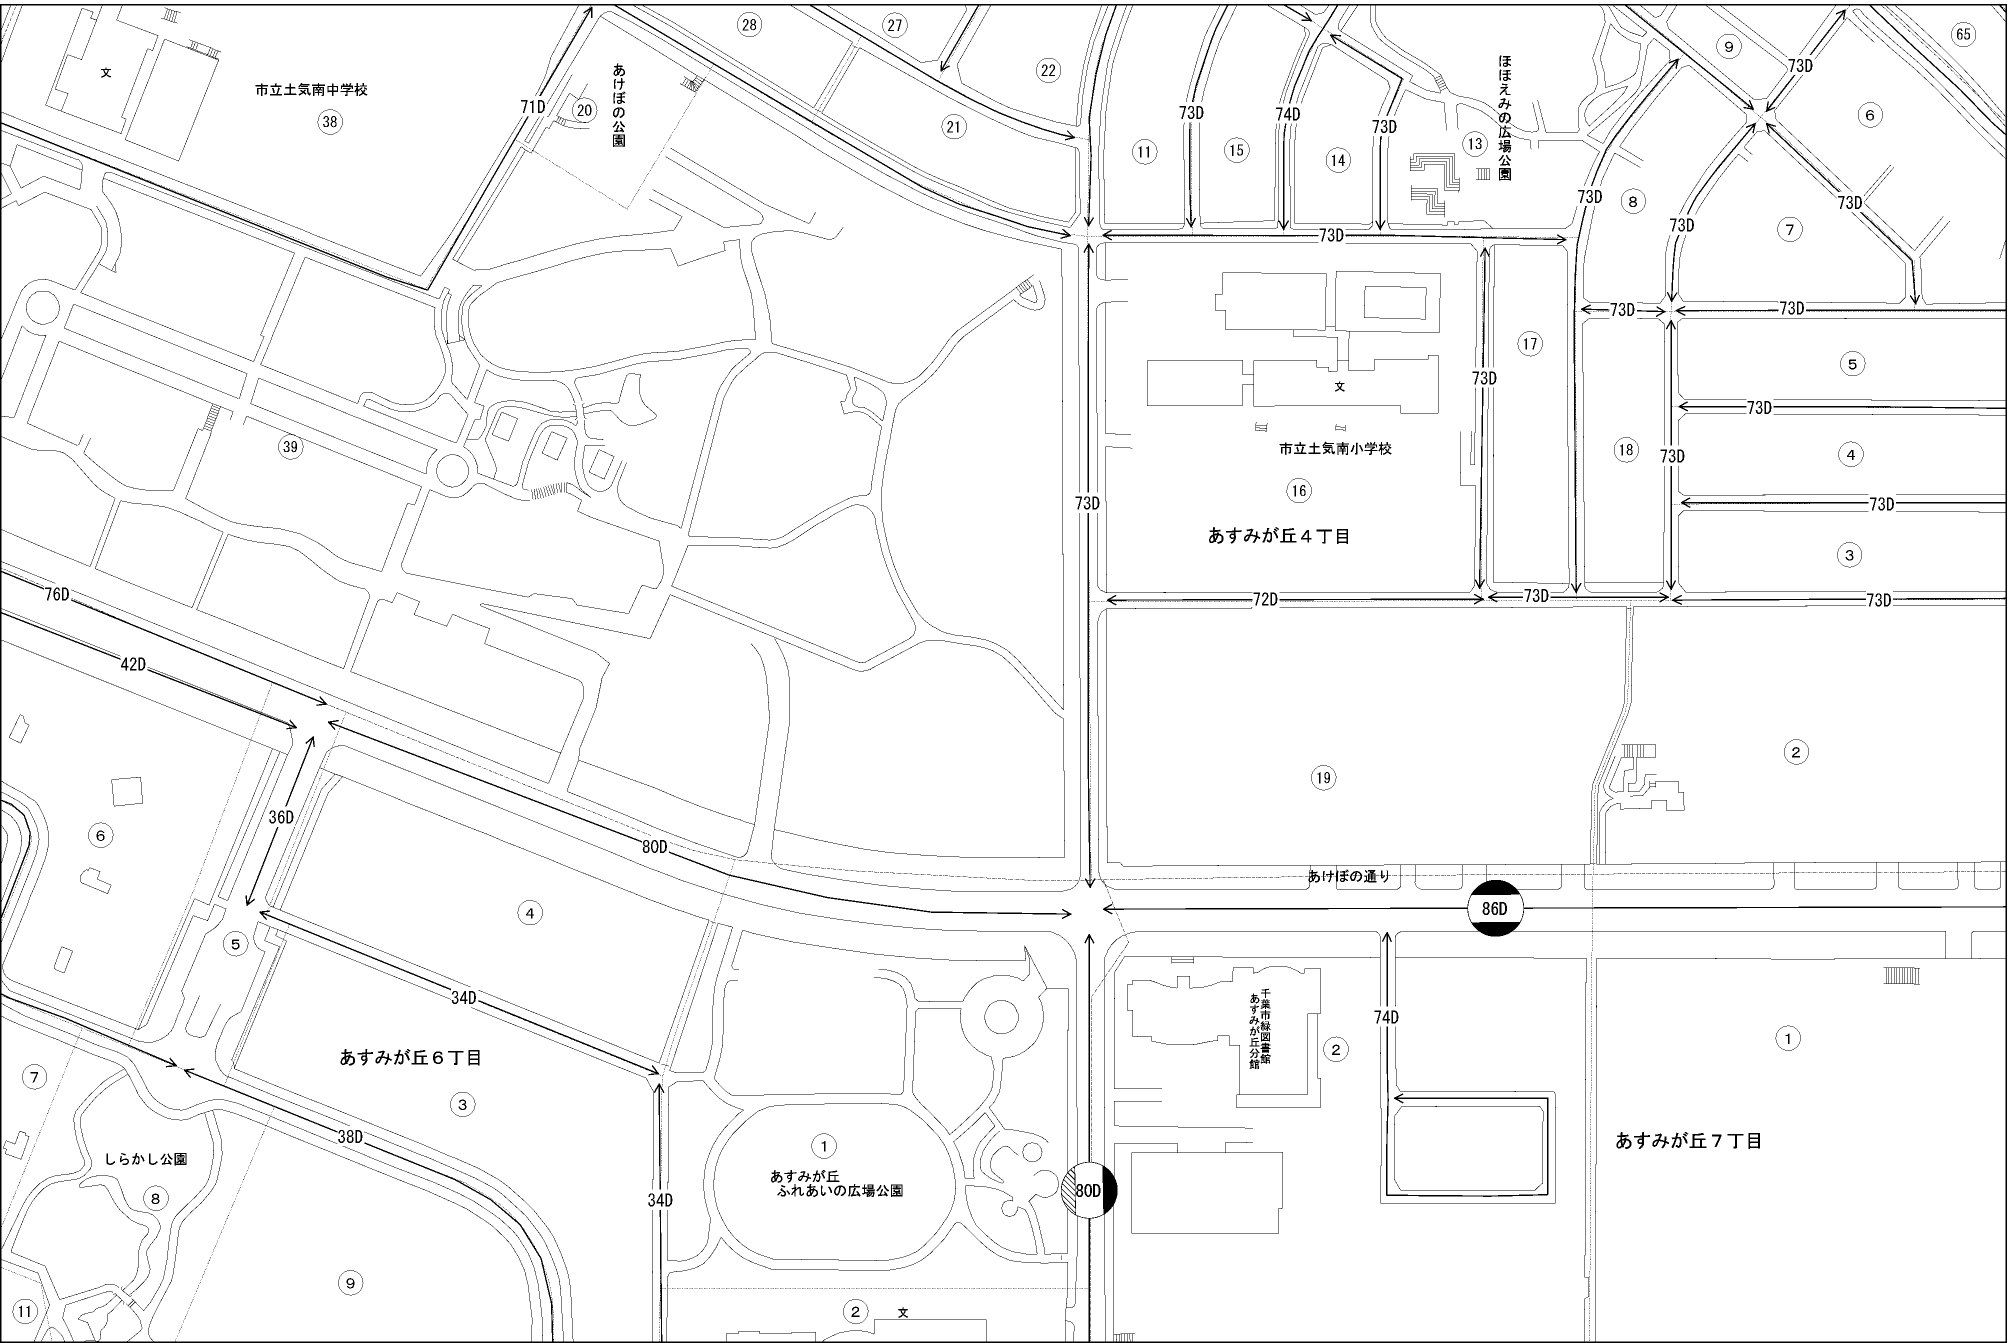 28
27
22
9
65
文
市立土気南中学校
38
71D
20
あけぼの公園
21
73D
11
73D
15
74D
14
73D
13
ほほえみの広場公園
6
73D
73D
8
73D
7
73D
73D
73D
73D
17
5
文
73D
73D
39
市立土気南小学校
18
73D
4
16
73D
73D
あすみが丘4丁目
3
76D
72D
73D
73D
42D
19
2
36D
6
80D
あけぼの通り
86D
4
5
34D
74D
千葉市緑図書館
あすみが丘分館
2
1
あすみが丘6丁目
7
3
38D
1
あすみが丘7丁目
しらかし公園
あすみが丘
ふれあいの広場公園
8
34D
80D
9
11
2
文